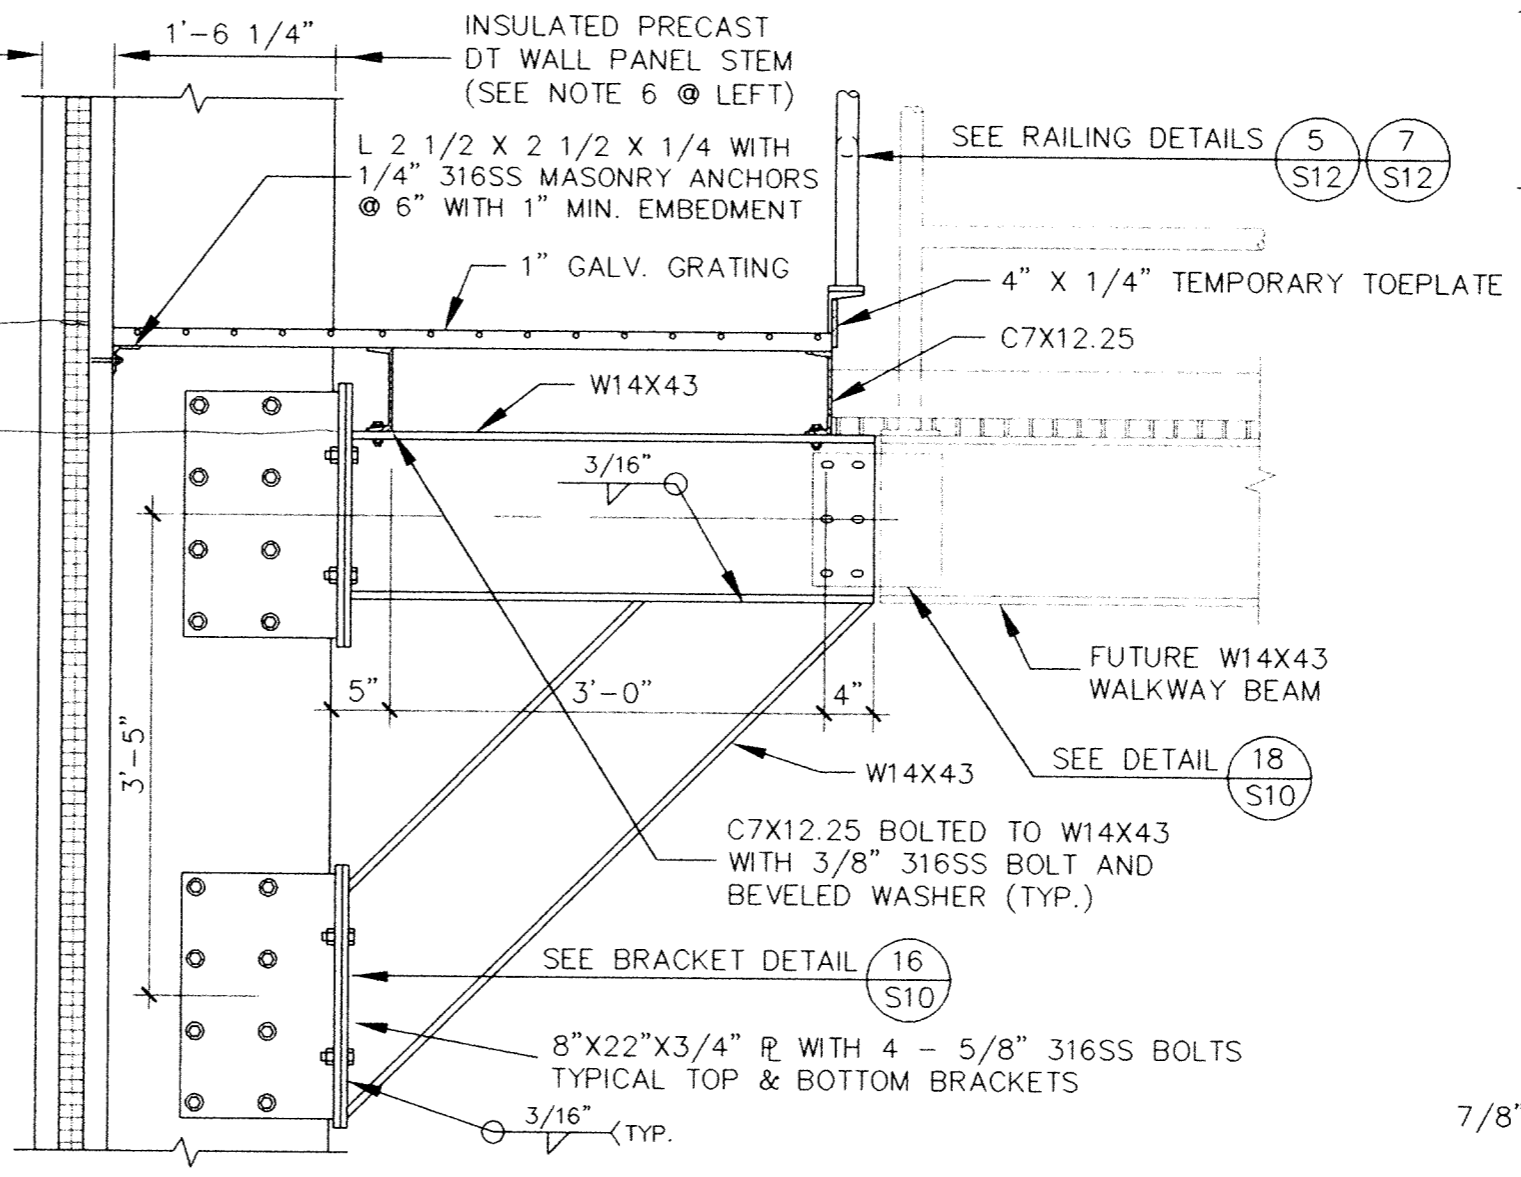 1'-6 1/4"
INSULATED PRECAST
DT WALL PANEL STEM
(SEE NOTE 6 @ LEFT)
L 2 1/2 X 2 1/2 X 1/4 WITH
1/4" 316SS MASONRY ANCHORS
@ 6" WITH 1" MIN. EMBEDMENT
SEE RAILING DETAILS
5
S12
7
S12
1" GALV. GRATING
4" X 1/4" TEMPORARY TOEPLATE
C7X12.25
W14X43
3/16"
FUTURE W14X43
WALKWAY BEAM
5"
3'-0"
4"
3'-5"
SEE DETAIL
18
S10
W14X43
C7X12.25 BOLTED TO W14X43
WITH 3/8" 316SS BOLT AND
BEVELED WASHER (TYP.)
SEE BRACKET DETAIL
16
S10
8"X22"X3/4" ⅊ WITH 4 - 5/8" 316SS BOLTS
TYPICAL TOP & BOTTOM BRACKETS
3/16"
TYP.
7/8"